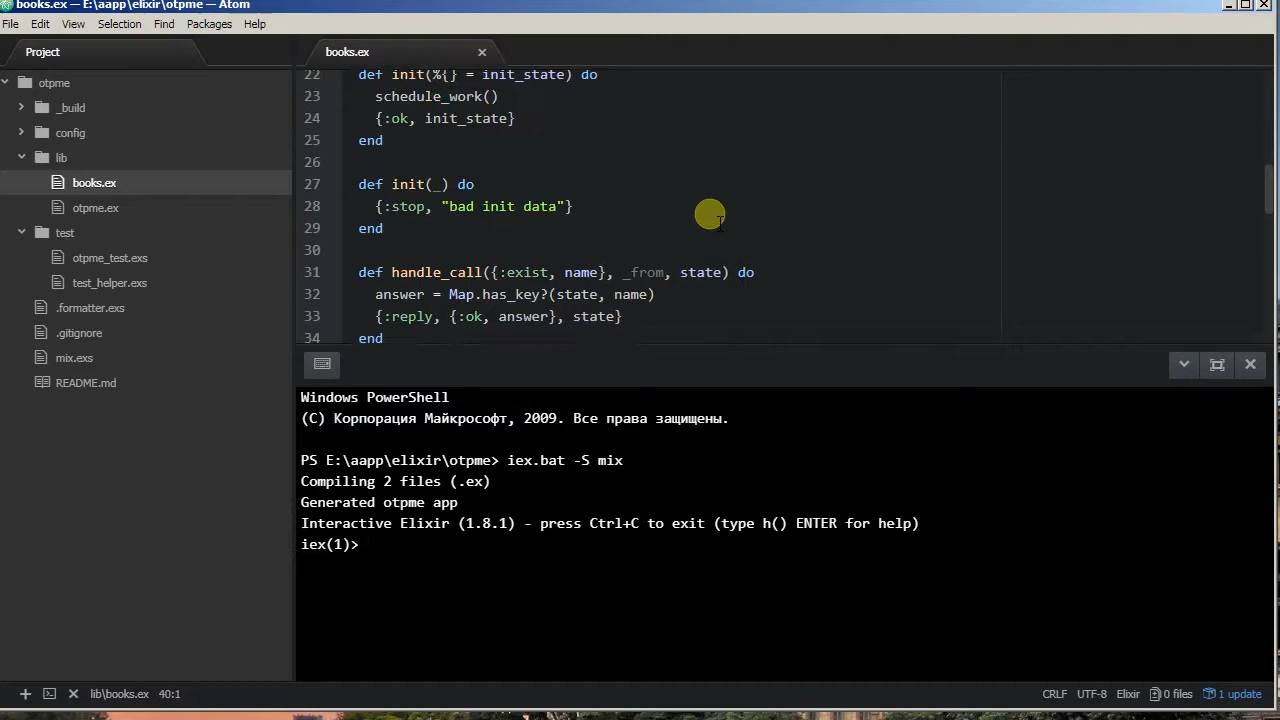 books.ex — E:\aapp\elixir\otpme — Atom
File Edit View Selection Find Packages Help
Project
books.ex
otpme
_build
config
lib
books.ex
otpme.ex
test
otpme_test.exs
test_helper.exs
.formatter.exs
.gitignore
mix.exs
README.md
22 def init(%{} = init_state) do
23 schedule_work()
24 {:ok, init_state}
25 end
26
27 def init(_) do
28 {:stop, "bad init data"}
29 end
30
31 def handle_call({:exist, name}, _from, state) do
32 answer = Map.has_key?(state, name)
33 {:reply, {:ok, answer}, state}
34 end
Windows PowerShell
(C) Корпорация Майкрософт, 2009. Все права защищены.
PS E:\aapp\elixir\otpme> iex.bat -S mix
Compiling 2 files (.ex)
Generated otpme app
Interactive Elixir (1.8.1) - press Ctrl+C to exit (type h() ENTER for help)
iex(1)>
lib\books.ex 40:1 CRLF UTF-8 Elixir 0 files 1 update